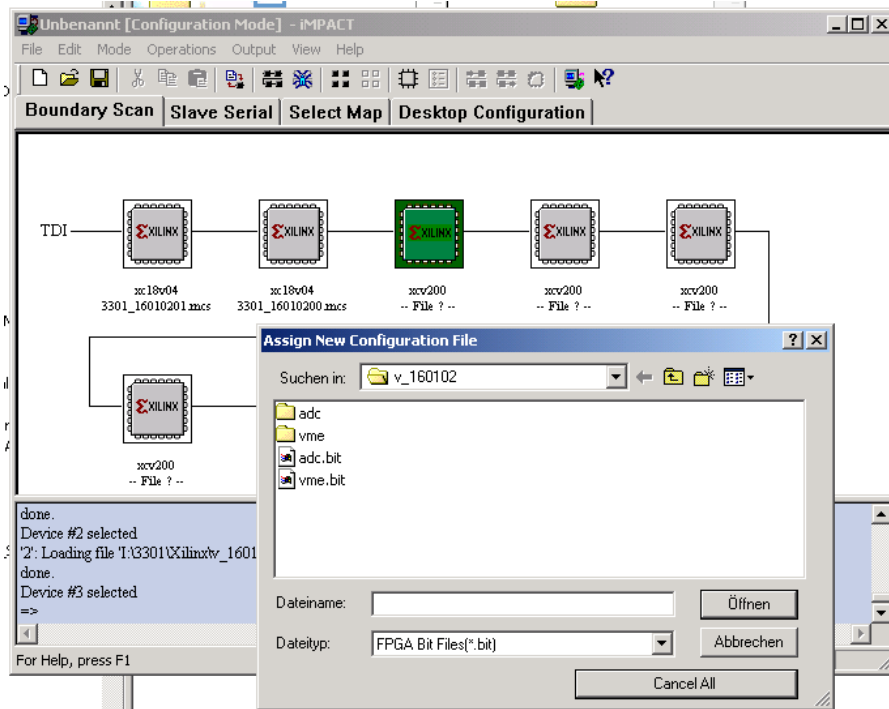 Unbenannt [Configuration Mode] - iMPACT
File Edit Mode Operations Output View Help
Boundary Scan Slave Serial Select Map Desktop Configuration
TDI
XILINX XILINX XILINX XILINX XILINX
xc18v04 xc18v04 xcv200 xcv200 xcv200
3301_16010201.mcs 3301_16010200.mcs -- File ? -- -- File ? -- -- File ? --
XILINX
xcv200
-- File ? --
Assign New Configuration File
Suchen in: v_160102
adc
vme
adc.bit
vme.bit
Dateiname:
Öffnen
Dateityp: FPGA Bit Files(*.bit)
Abbrechen
Cancel All
done.
Device #2 selected
'2': Loading file 'I:\3301\Xilinx\v_1601
done.
Device #3 selected
=>
For Help, press F1